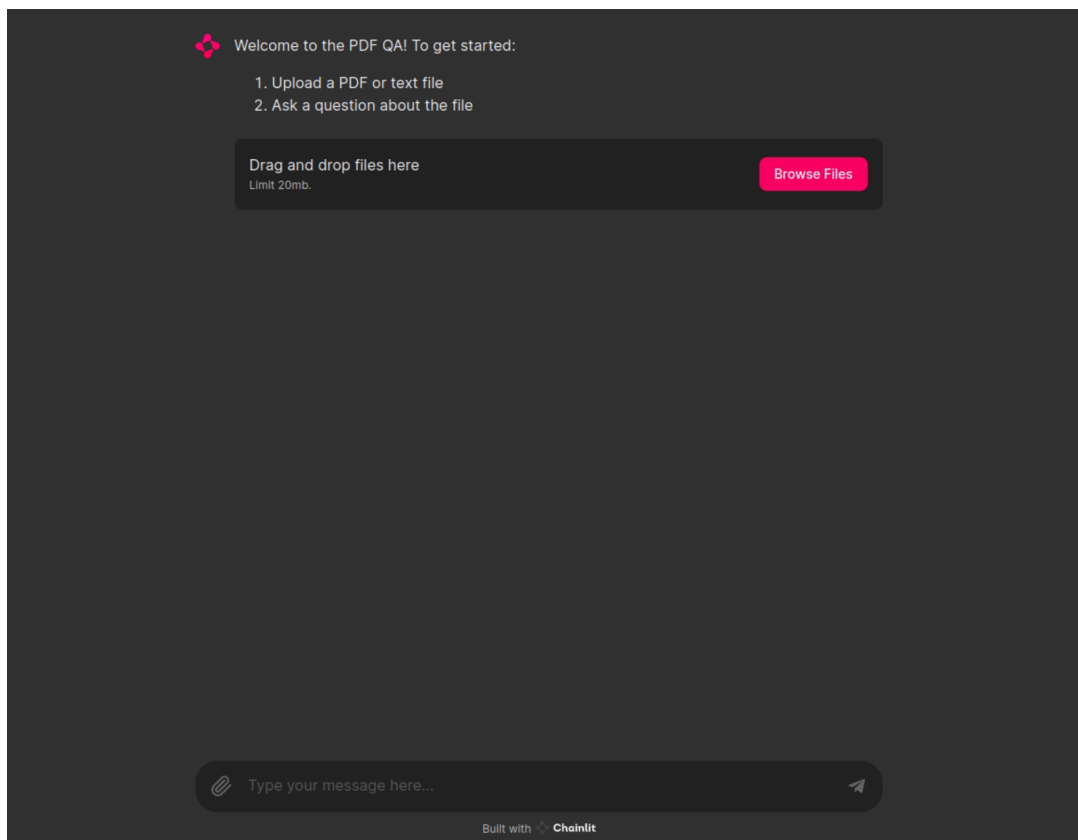 Welcome to the PDF QA! To get started:
1. Upload a PDF or text file
2. Ask a question about the file
Drag and drop files here
Limit 20mb.
Browse Files
Type your message here...
Built with Chainlit